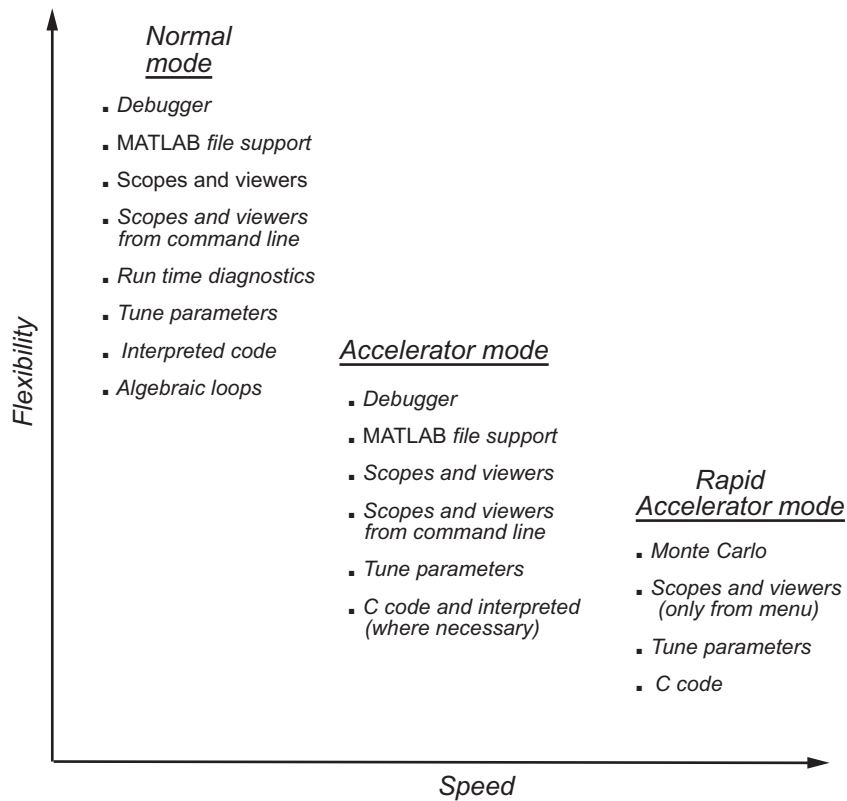 Normal
mode
▪ Debugger
▪ MATLAB file support
▪ Scopes and viewers
▪ Scopes and viewers
from command line
▪ Run time diagnostics
▪ Tune parameters
▪ Interpreted code
▪ Algebraic loops
Flexibility
Accelerator mode
▪ Debugger
▪ MATLAB file support
▪ Scopes and viewers
▪ Scopes and viewers
from command line
▪ Tune parameters
▪ C code and interpreted
(where necessary)
Rapid
Accelerator mode
▪ Monte Carlo
▪ Scopes and viewers
(only from menu)
▪ Tune parameters
▪ C code
Speed